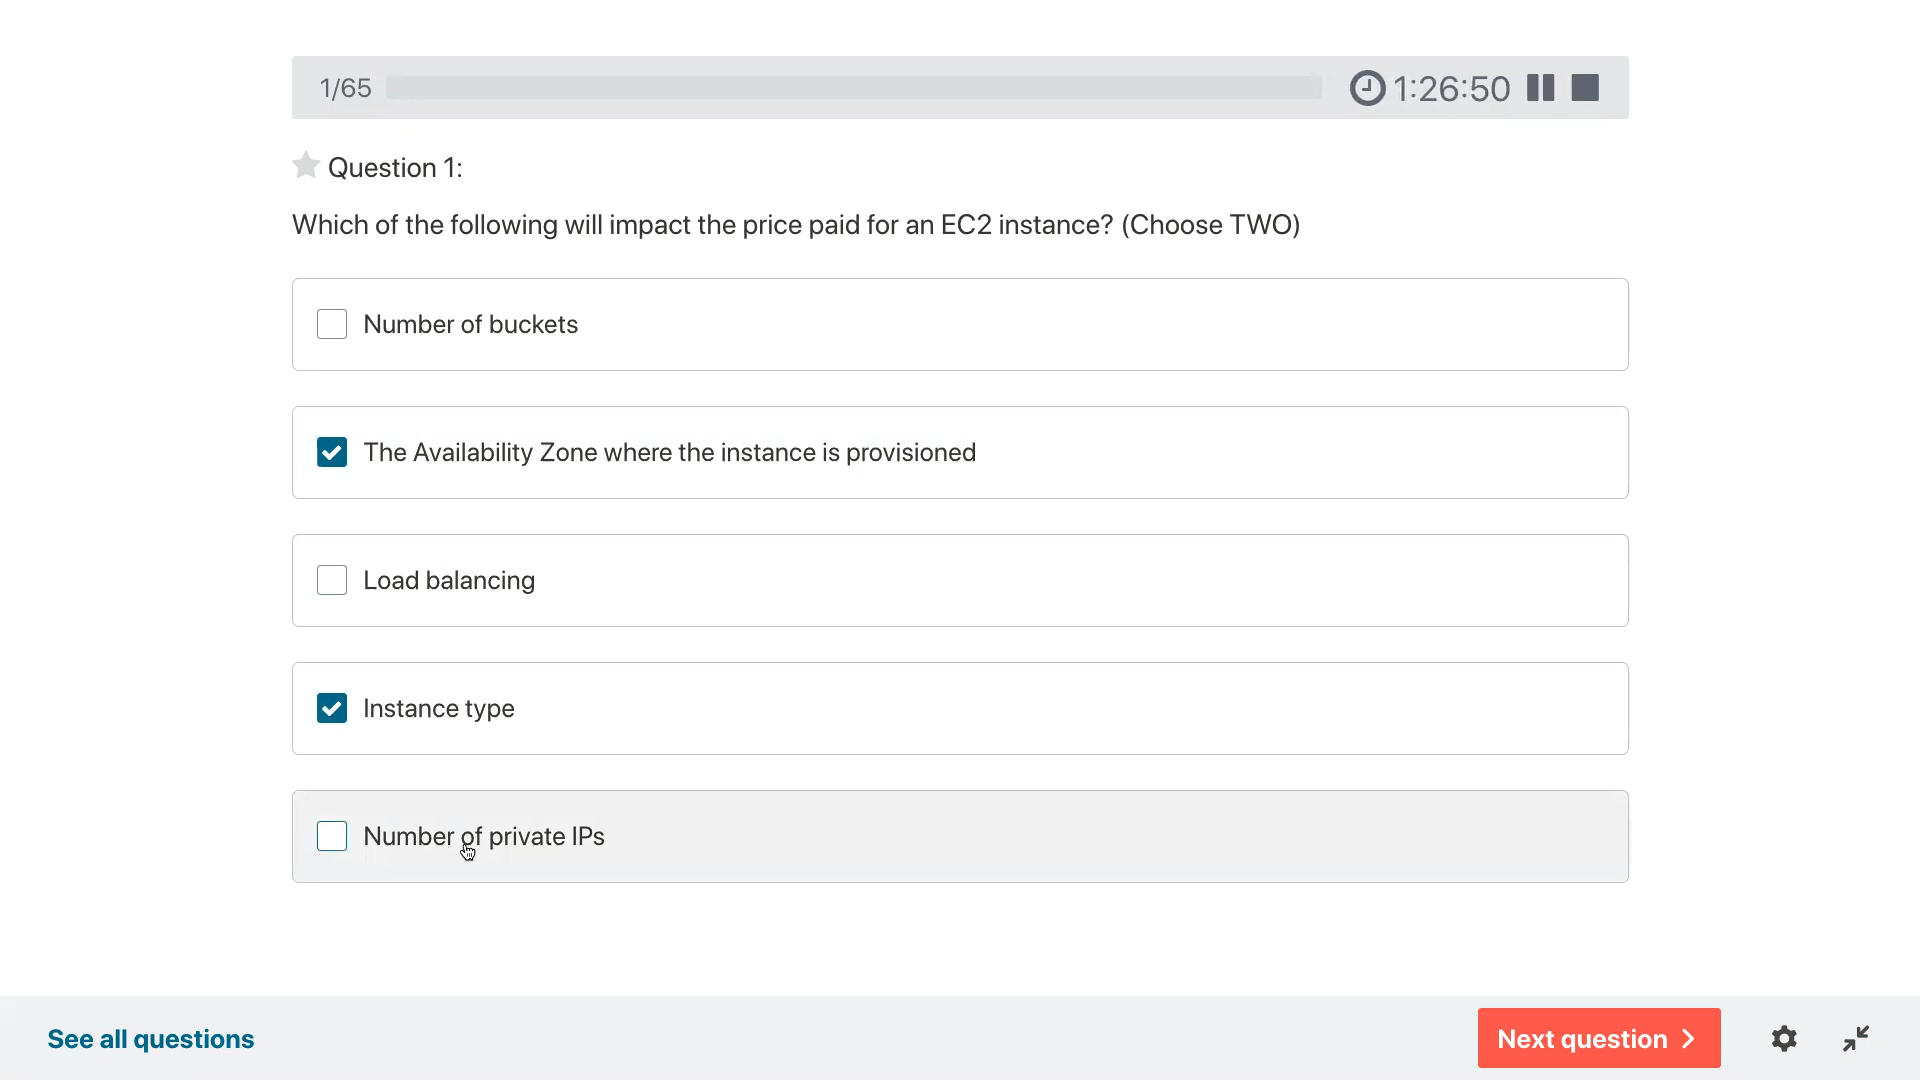 1/65
1:26:50
Question 1:
Which of the following will impact the price paid for an EC2 instance? (Choose TWO)
Number of buckets
The Availability Zone where the instance is provisioned
Load balancing
Instance type
Number of private IPs
See all questions
Next question